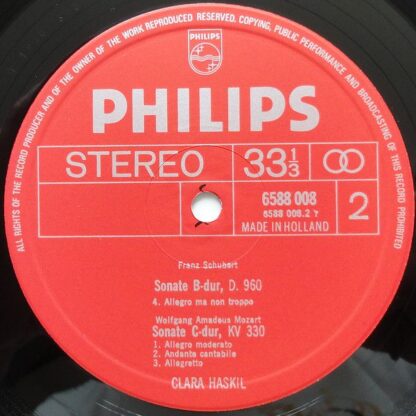 ALL RIGHTS OF THE RECORD PRODUCER AND OF THE OWNER OF THE WORK REPRODUCED RESERVED. COPYING, PUBLIC PERFORMANCE AND BROADCASTING OF THIS RECORD PROHIBITED
PHILIPS
PHILIPS
STEREO 33⅓
6588 008
6588 008.2 Y
MADE IN HOLLAND
2
Franz Schubert
Sonate B-dur, D. 960
4. Allegro ma non troppo
Wolfgang Amadeus Mozart
Sonate C-dur, KV 330
1. Allegro moderato
2. Andante cantabile
3. Allegretto
CLARA HASKIL